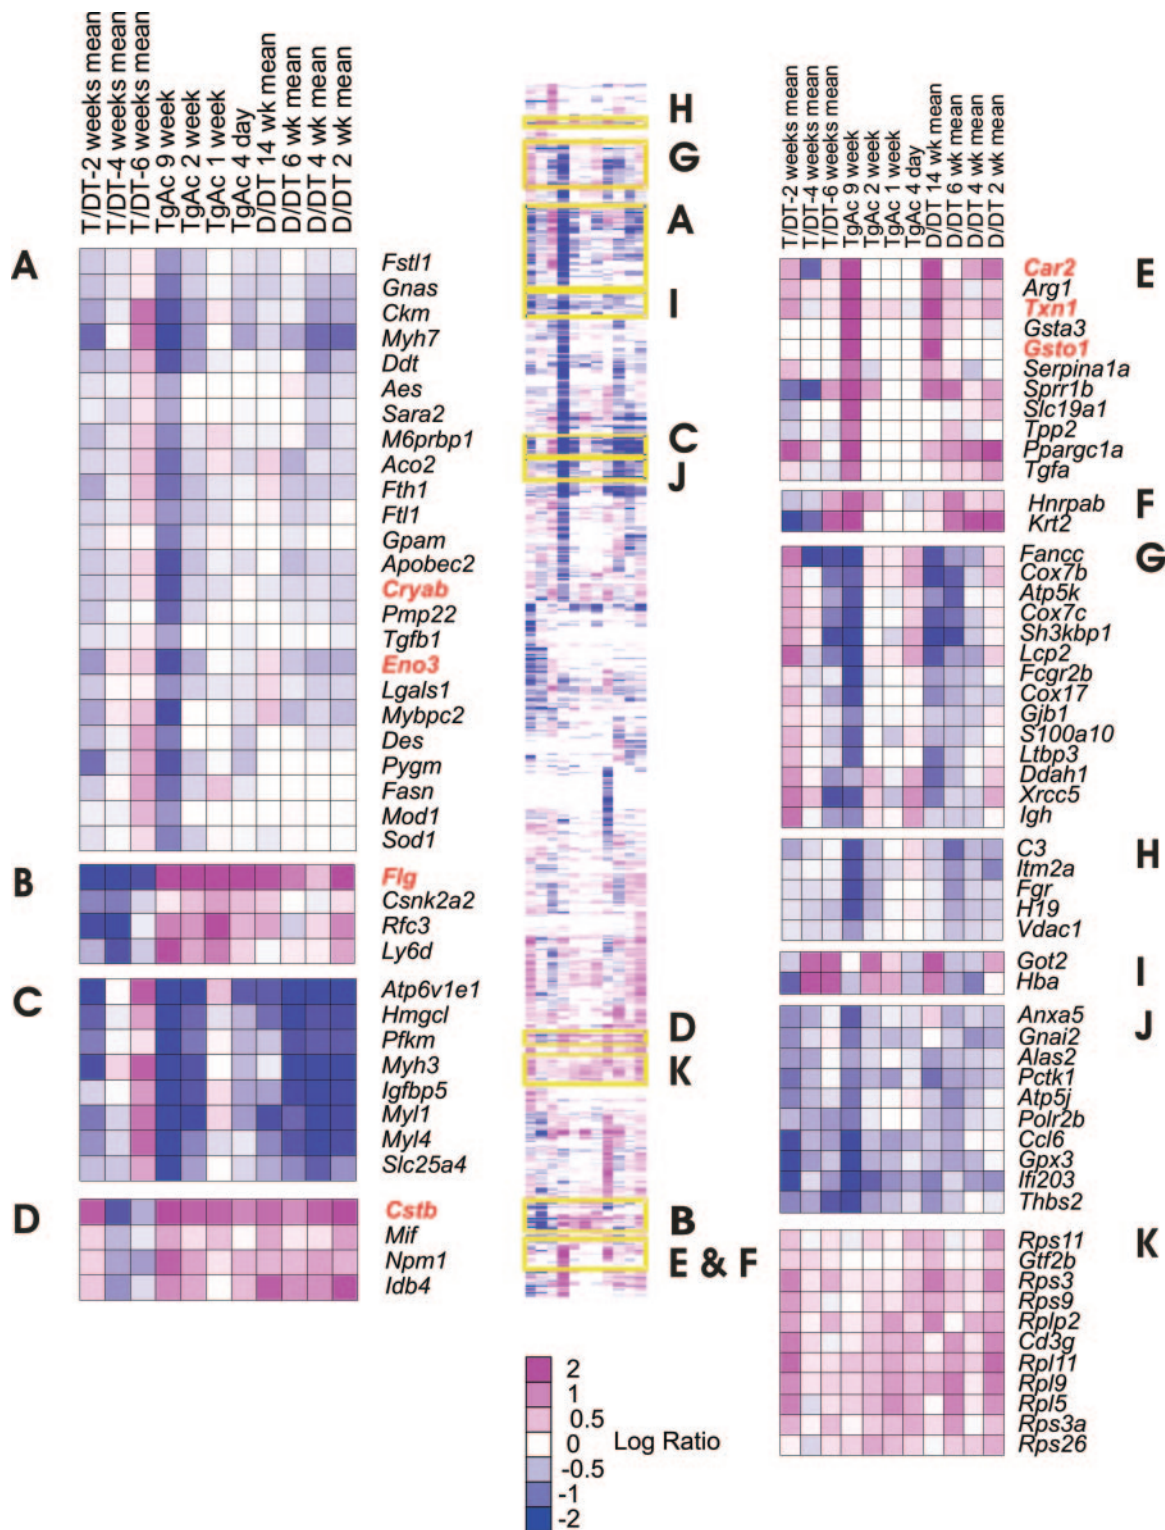 T/DT-2 weeks mean
T/DT-4 weeks mean
T/DT-6 weeks mean
TgAc 9 week
TgAc 2 week
TgAc 1 week
TgAc 4 day
D/DT 14 wk mean
D/DT 6 wk mean
D/DT 4 wk mean
D/DT 2 wk mean
A
Fstl1
Gnas
Ckm
Myh7
Ddt
Aes
Sara2
M6prbp1
Aco2
Fth1
Ftl1
Gpam
Apobec2
Cryab
Pmp22
Tgfb1
Eno3
Lgals1
Mybpc2
Des
Pygm
Fasn
Mod1
Sod1
B
Flg
Csnk2a2
Rfc3
Ly6d
C
Atp6v1e1
Hmgcl
Pfkm
Myh3
Igfbp5
Myl1
Myl4
Slc25a4
D
Cstb
Mif
Npm1
Idb4
H
G
A
I
C
J
D
K
B
E & F
2
1
0.5
0
-0.5
-1
-2
Log Ratio
T/DT-2 weeks mean
T/DT-4 weeks mean
T/DT-6 weeks mean
TgAc 9 week
TgAc 2 week
TgAc 1 week
TgAc 4 day
D/DT 14 wk mean
D/DT 6 wk mean
D/DT 4 wk mean
D/DT 2 wk mean
E
Car2
Arg1
Txn1
Gsta3
Gsto1
Serpina1a
Sprr1b
Slc19a1
Tpp2
Ppargc1a
Tgfa
F
Hnrpab
Krt2
G
Fancc
Cox7b
Atp5k
Cox7c
Sh3kbp1
Lcp2
Fcgr2b
Cox17
Gjb1
S100a10
Ltbp3
Ddah1
Xrcc5
Igh
H
C3
Itm2a
Fgr
H19
Vdac1
I
Got2
Hba
J
Anxa5
Gnai2
Alas2
Pctk1
Atp5j
Polr2b
Ccl6
Gpx3
Ifi203
Thbs2
K
Rps11
Gtf2b
Rps3
Rps9
Rplp2
Cd3g
Rpl11
Rpl9
Rpl5
Rps3a
Rps26